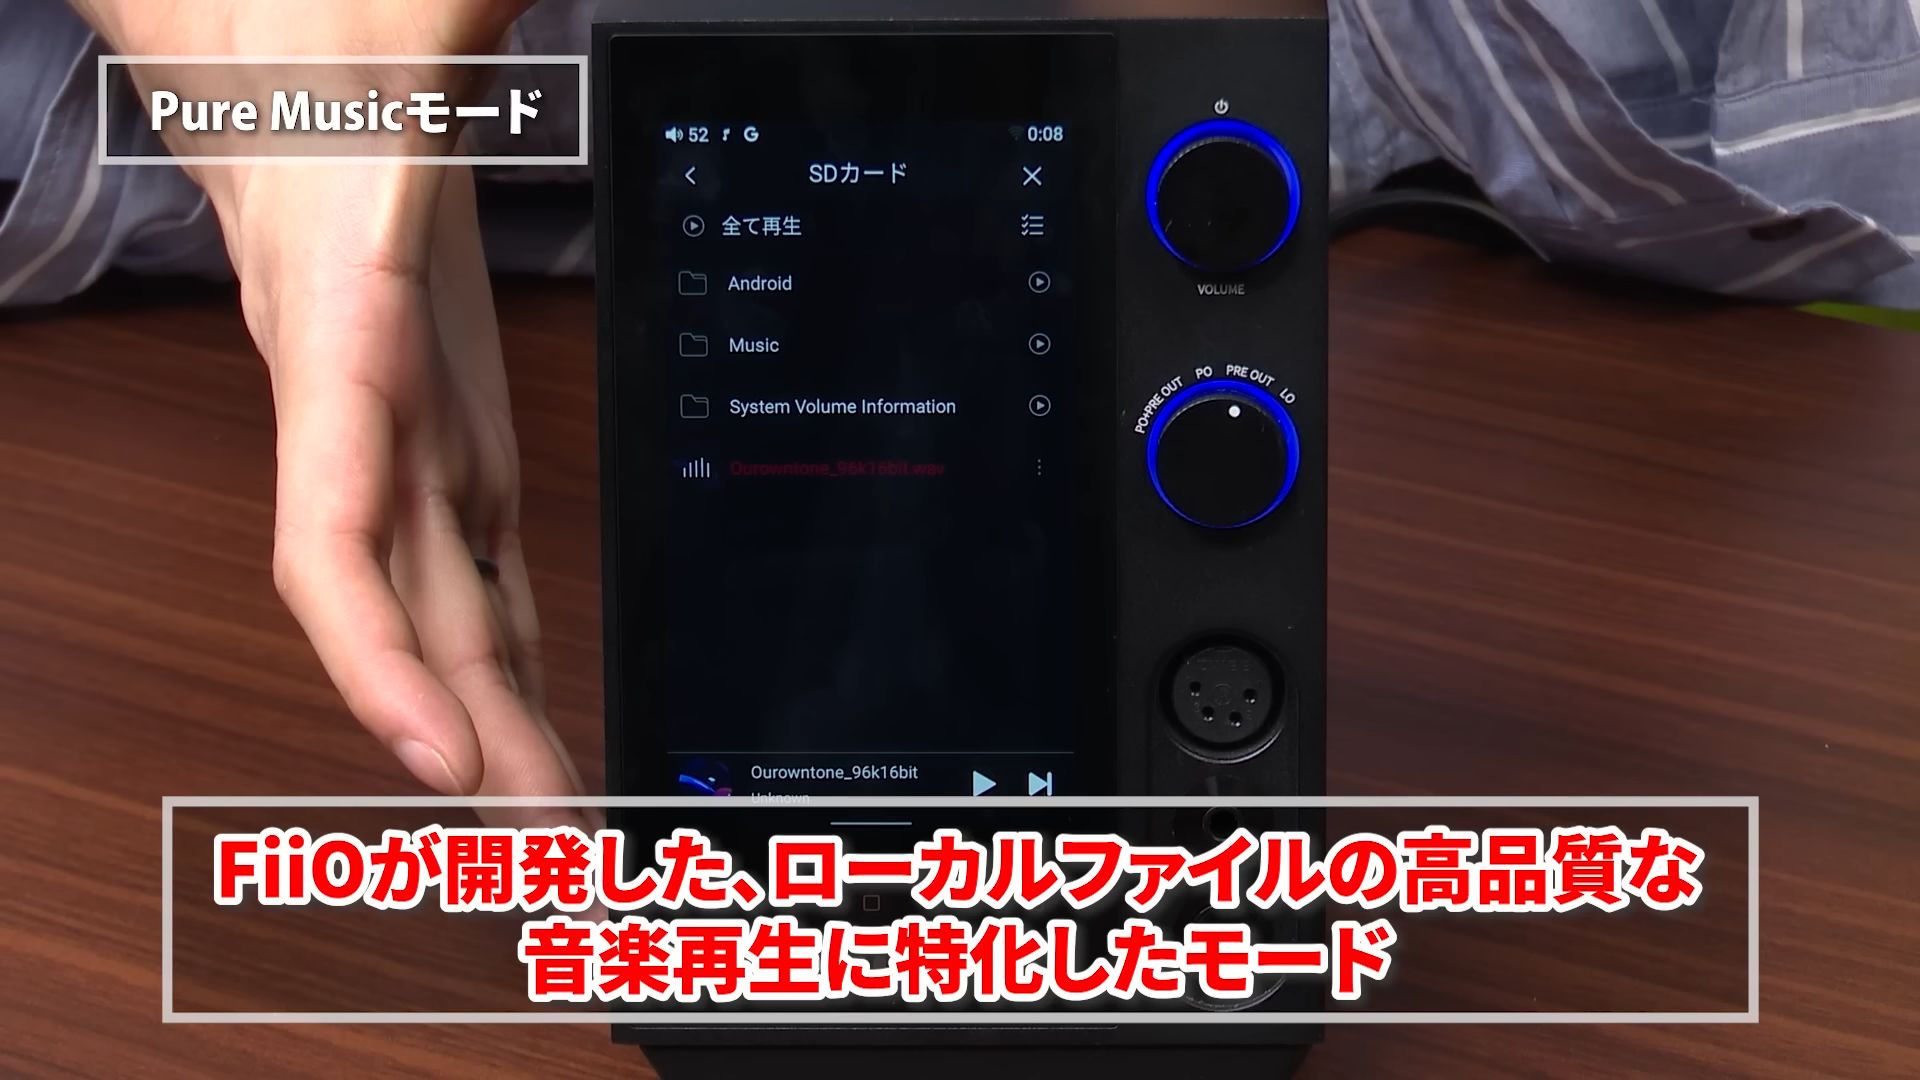 Pure Musicモード
52 0:08
SDカード
全て再生
Android
Music
System Volume Information
Ourowntone_96k16bit.wav
Ourowntone_96k16bit
Unknown
VOLUME
PO+PRE OUT PO PRE OUT LO
FiiOが開発した、ローカルファイルの高品質な
音楽再生に特化したモード